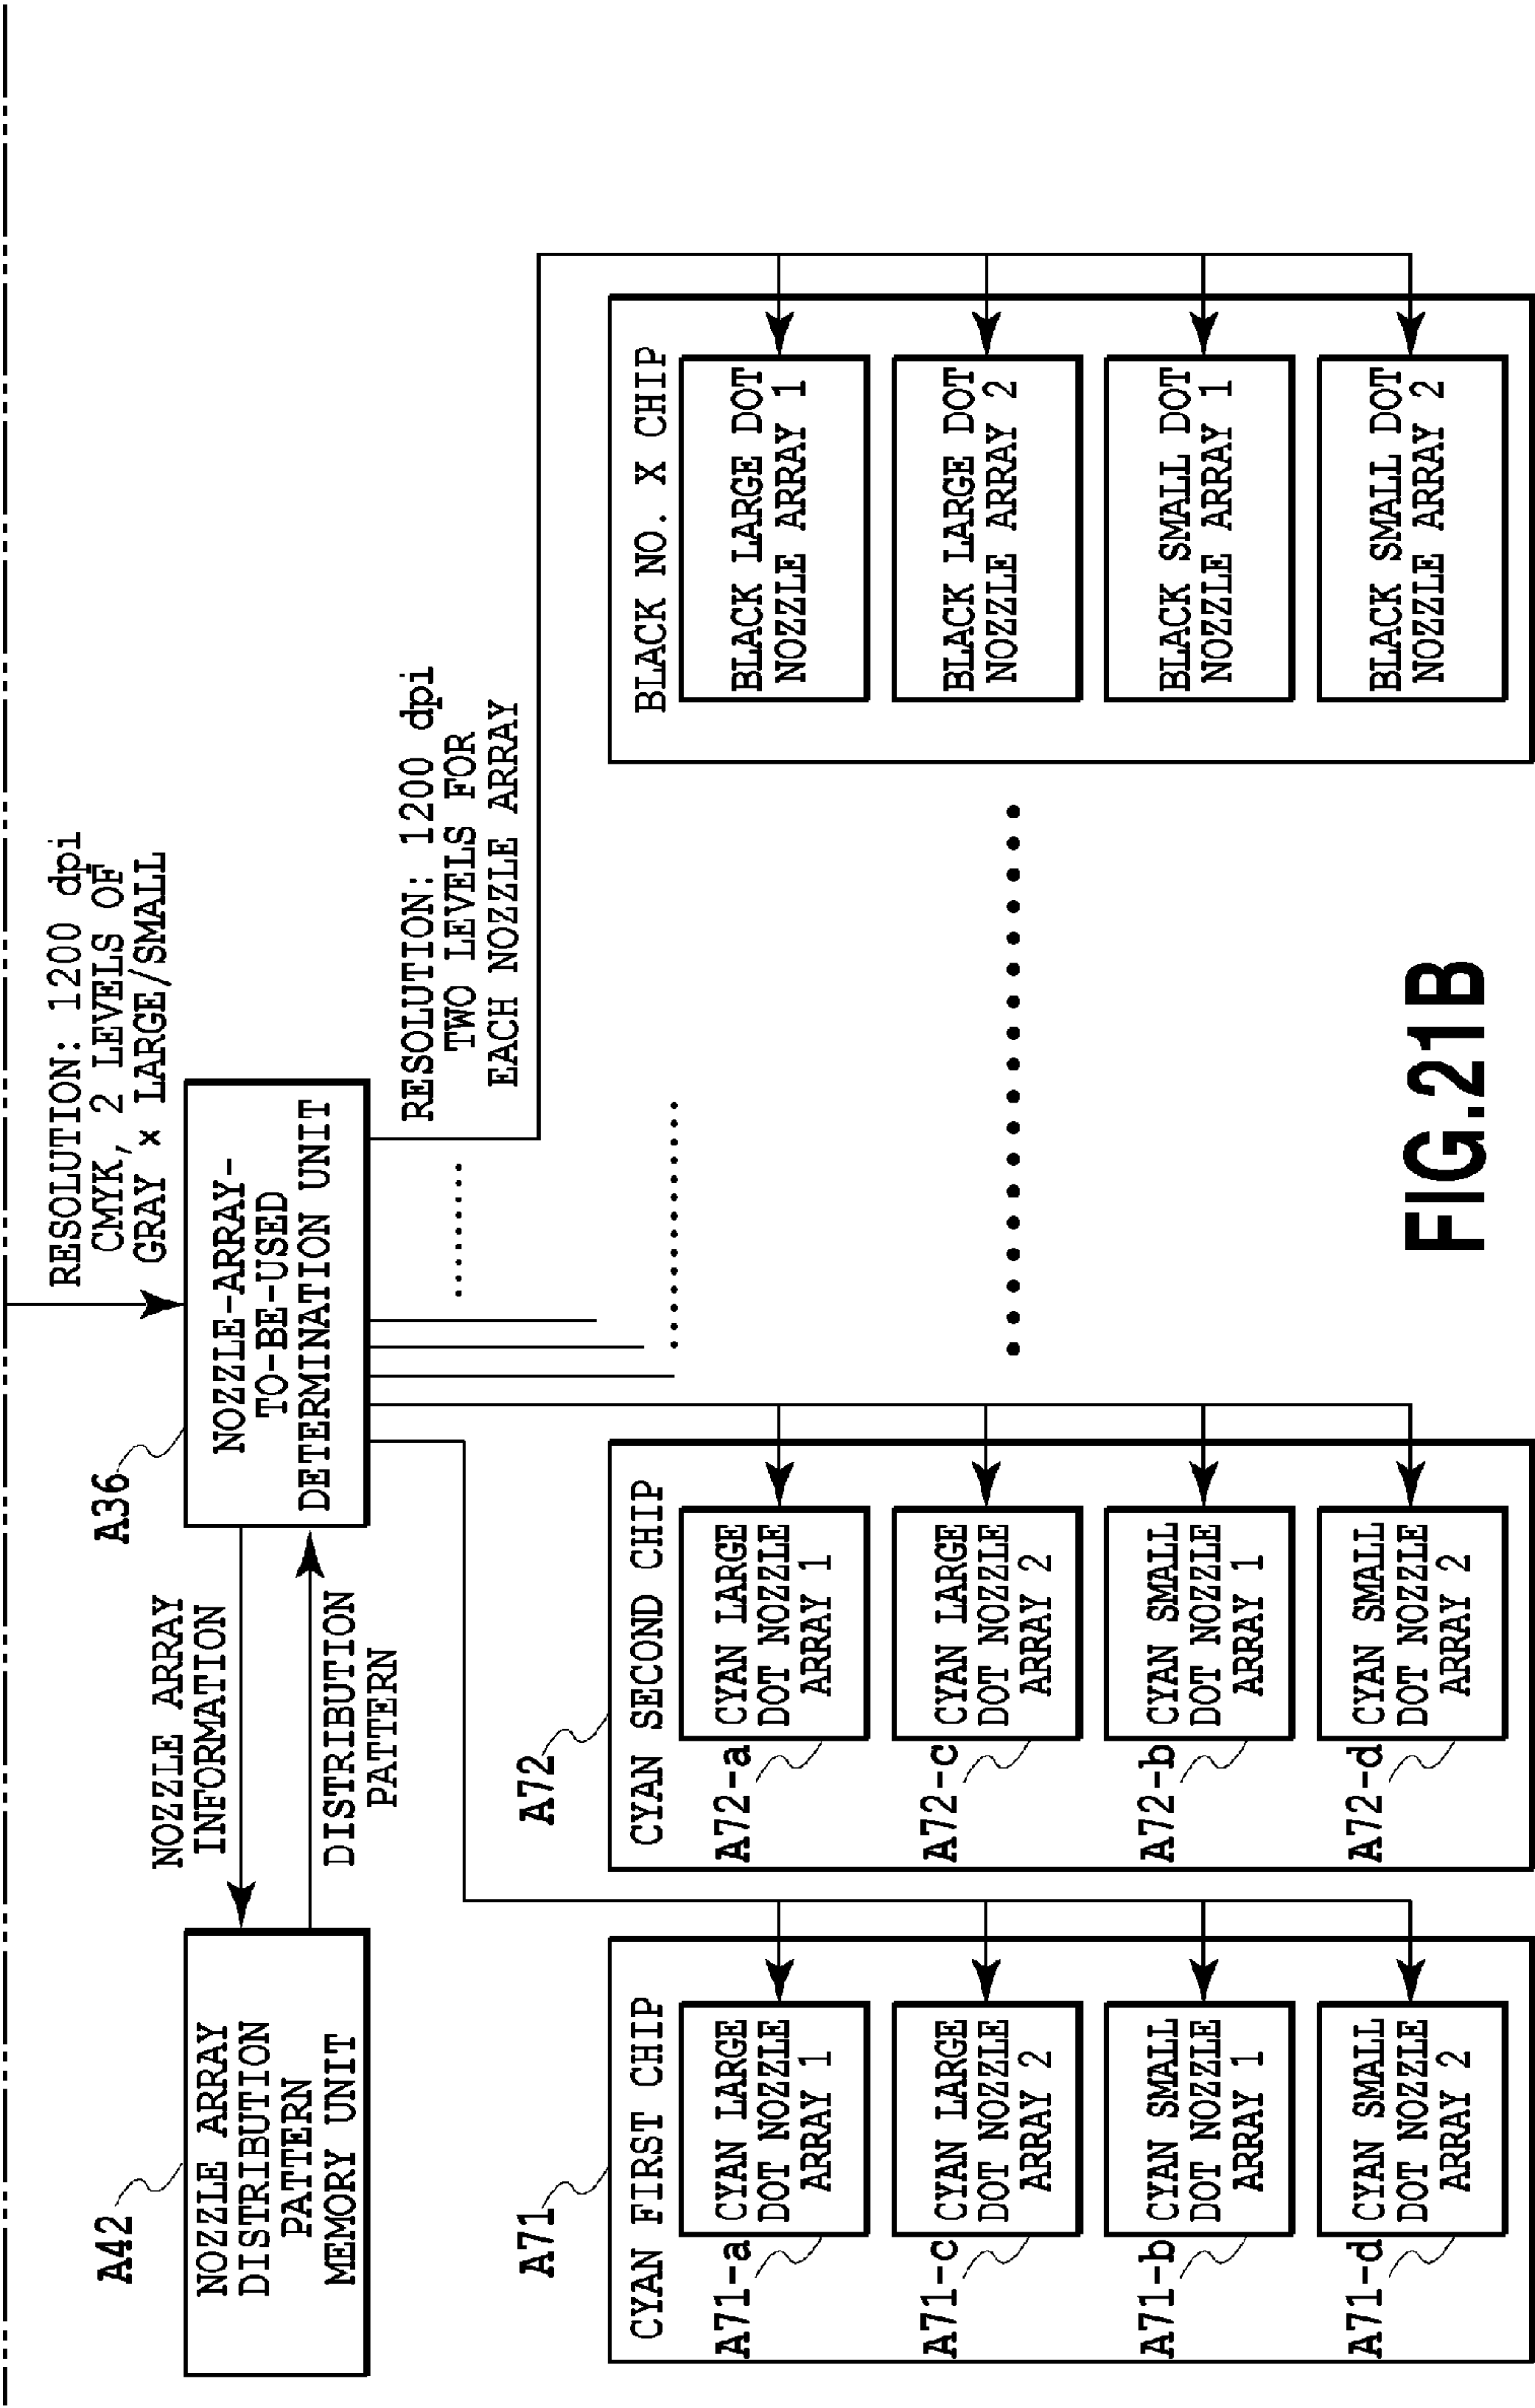 RESOLUTION: 1200 dpi
CMYK, 2 LEVELS OF
GRAY × LARGE/SMALL
A42
NOZZLE ARRAY
DISTRIBUTION
PATTERN
MEMORY UNIT
NOZZLE ARRAY
INFORMATION
DISTRIBUTION
PATTERN
A36
NOZZLE-ARRAY-
TO-BE-USED
DETERMINATION UNIT
RESOLUTION: 1200 dpi
TWO LEVELS FOR
EACH NOZZLE ARRAY
A71
CYAN FIRST CHIP
A71-a
CYAN LARGE
DOT NOZZLE
ARRAY 1
A71-c
CYAN LARGE
DOT NOZZLE
ARRAY 2
A71-b
CYAN SMALL
DOT NOZZLE
ARRAY 1
A71-d
CYAN SMALL
DOT NOZZLE
ARRAY 2
A72
CYAN SECOND CHIP
A72-a
CYAN LARGE
DOT NOZZLE
ARRAY 1
A72-c
CYAN LARGE
DOT NOZZLE
ARRAY 2
A72-b
CYAN SMALL
DOT NOZZLE
ARRAY 1
A72-d
CYAN SMALL
DOT NOZZLE
ARRAY 2
BLACK NO. X CHIP
BLACK LARGE DOT
NOZZLE ARRAY 1
BLACK LARGE DOT
NOZZLE ARRAY 2
BLACK SMALL DOT
NOZZLE ARRAY 1
BLACK SMALL DOT
NOZZLE ARRAY 2
FIG.21B